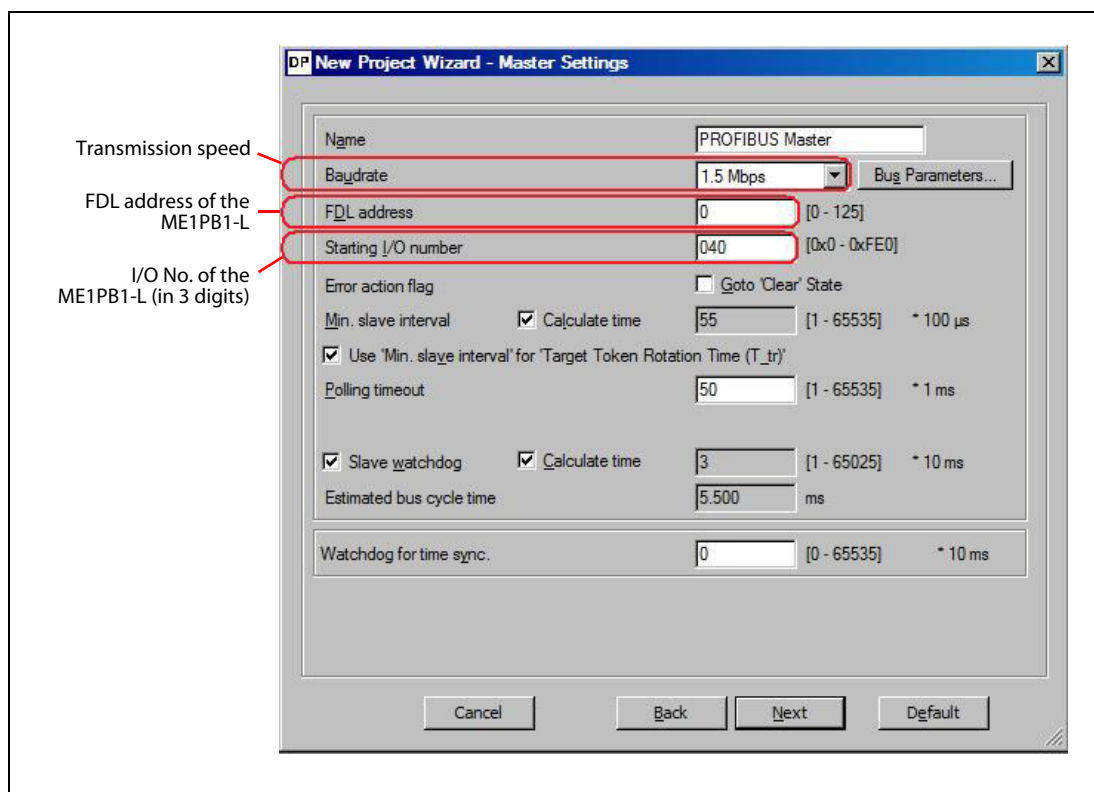 DP New Project Wizard - Master Settings
Name PROFIBUS Master
Transmission speed
Baudrate 1.5 Mbps Bus Parameters...
FDL address of the
ME1PB1-L
FDL address 0 [0 - 125]
Starting I/O number 040 [0x0 - 0xFE0]
I/O No. of the
ME1PB1-L (in 3 digits)
Error action flag Goto 'Clear' State
Min. slave interval Calculate time 55 [1 - 65535] * 100 µs
Use 'Min. slave interval' for 'Target Token Rotation Time (T_tr)'
Polling timeout 50 [1 - 65535] * 1 ms
Slave watchdog Calculate time 3 [1 - 65025] * 10 ms
Estimated bus cycle time 5.500 ms
Watchdog for time sync. 0 [0 - 65535] * 10 ms
Cancel Back Next Default